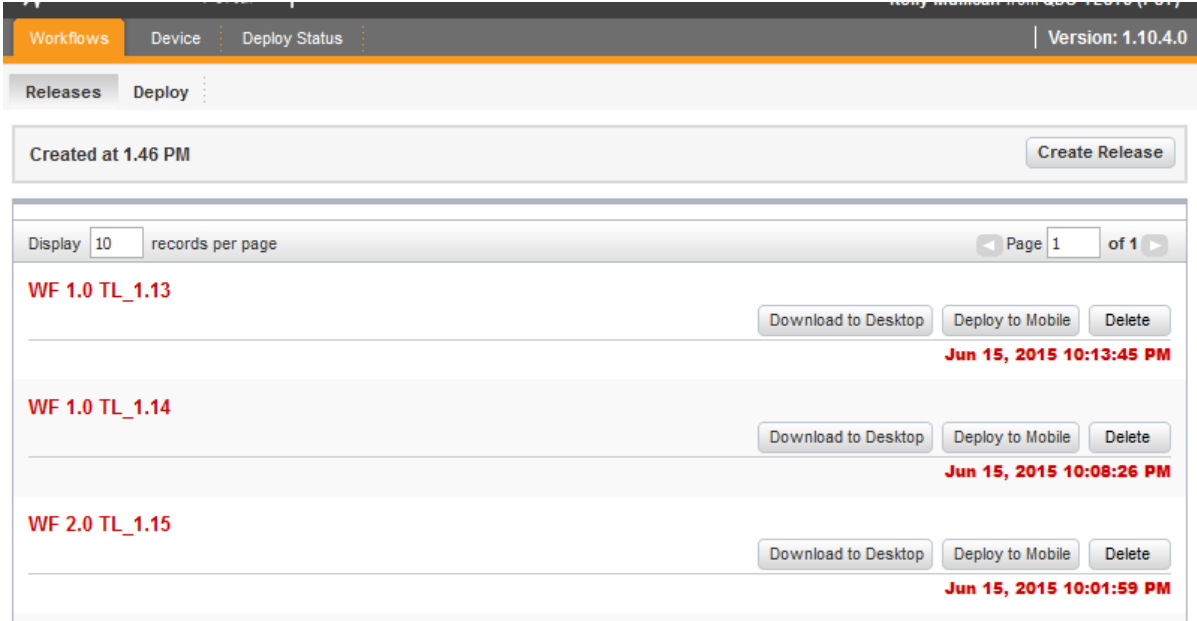 Workflows Device Deploy Status Version: 1.10.4.0
Releases Deploy
Created at 1.46 PM Create Release
Display 10 records per page Page 1 of 1
WF 1.0 TL_1.13
Download to Desktop Deploy to Mobile Delete
Jun 15, 2015 10:13:45 PM
WF 1.0 TL_1.14
Download to Desktop Deploy to Mobile Delete
Jun 15, 2015 10:08:26 PM
WF 2.0 TL_1.15
Download to Desktop Deploy to Mobile Delete
Jun 15, 2015 10:01:59 PM